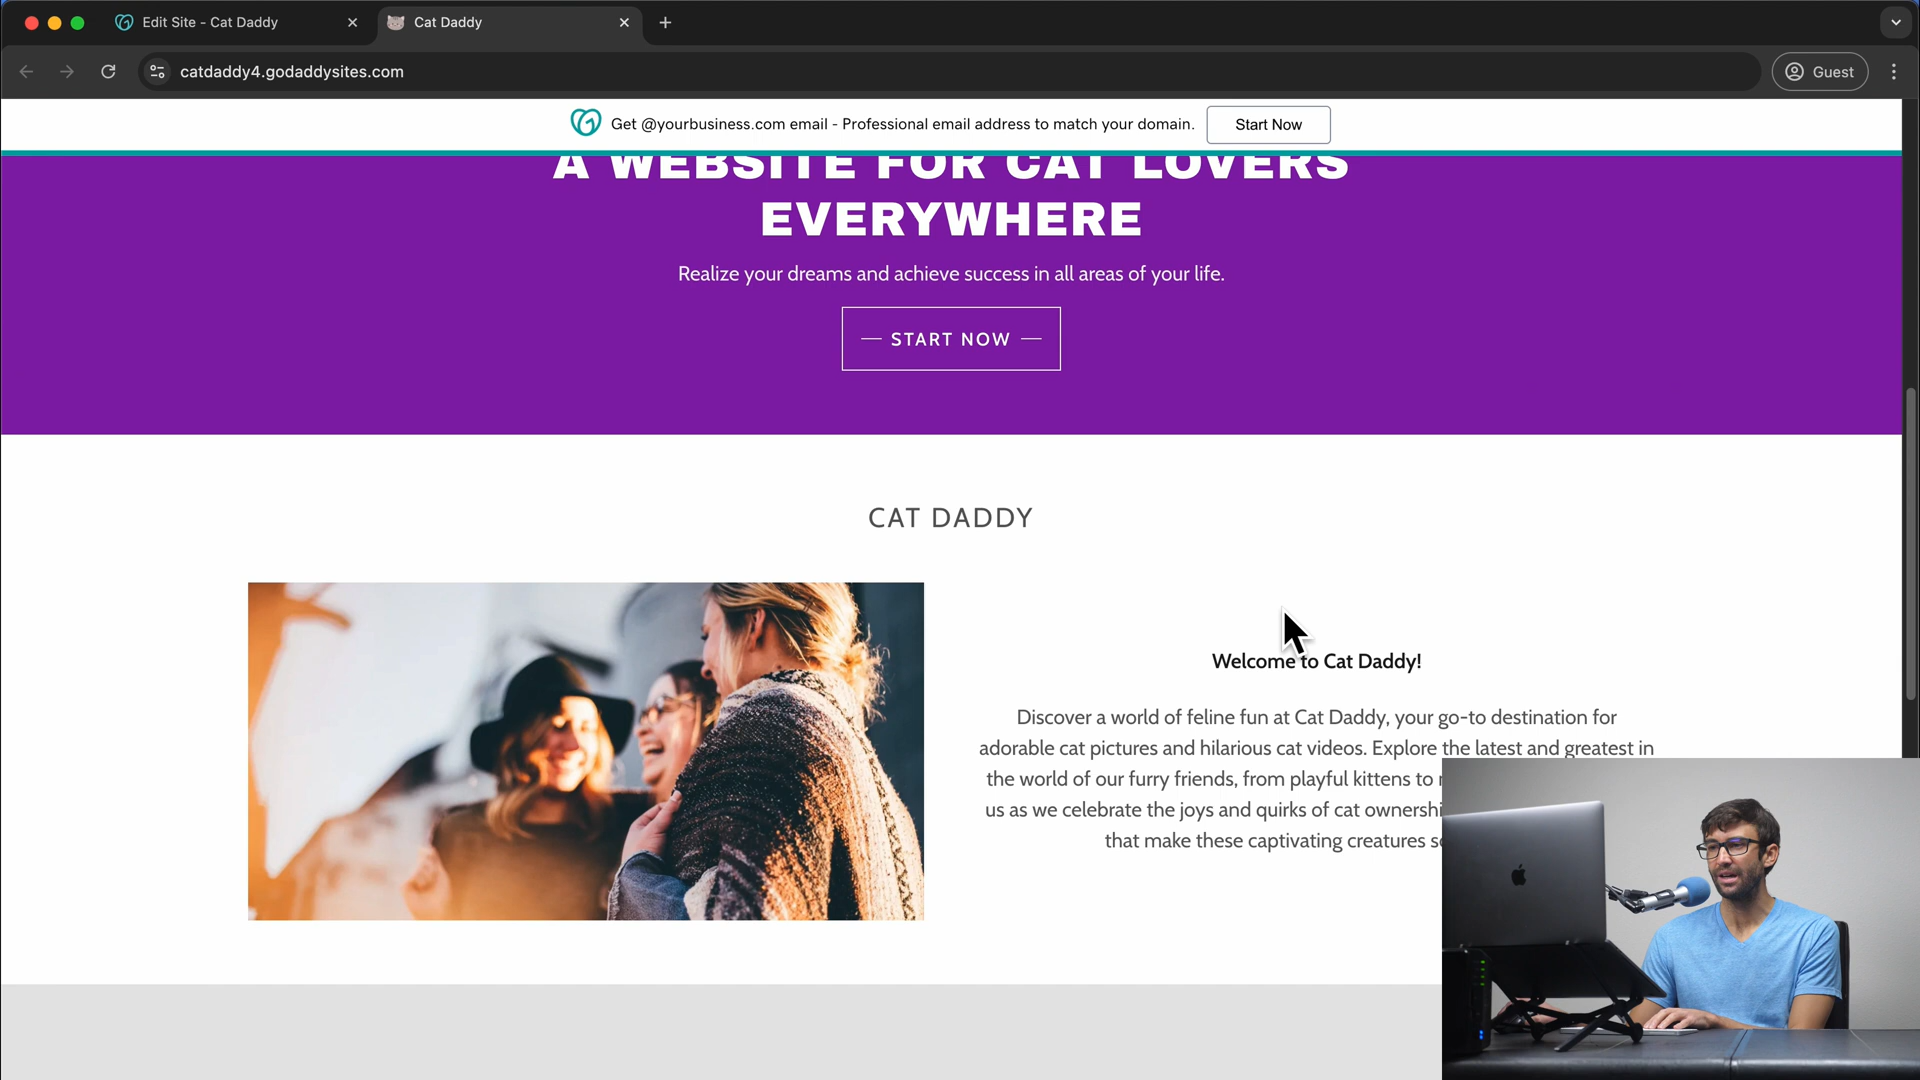 Edit Site - Cat Daddy
Cat Daddy
catdaddy4.godaddysites.com
Guest
Get @yourbusiness.com email - Professional email address to match your domain.
Start Now
A WEBSITE FOR CAT LOVERS
EVERYWHERE
Realize your dreams and achieve success in all areas of your life.
START NOW
CAT DADDY
Welcome to Cat Daddy!
Discover a world of feline fun at Cat Daddy, your go-to destination for
adorable cat pictures and hilarious cat videos. Explore the latest and greatest in
the world of our furry friends, from playful kittens to
us as we celebrate the joys and quirks of cat
that make these captivating creatures